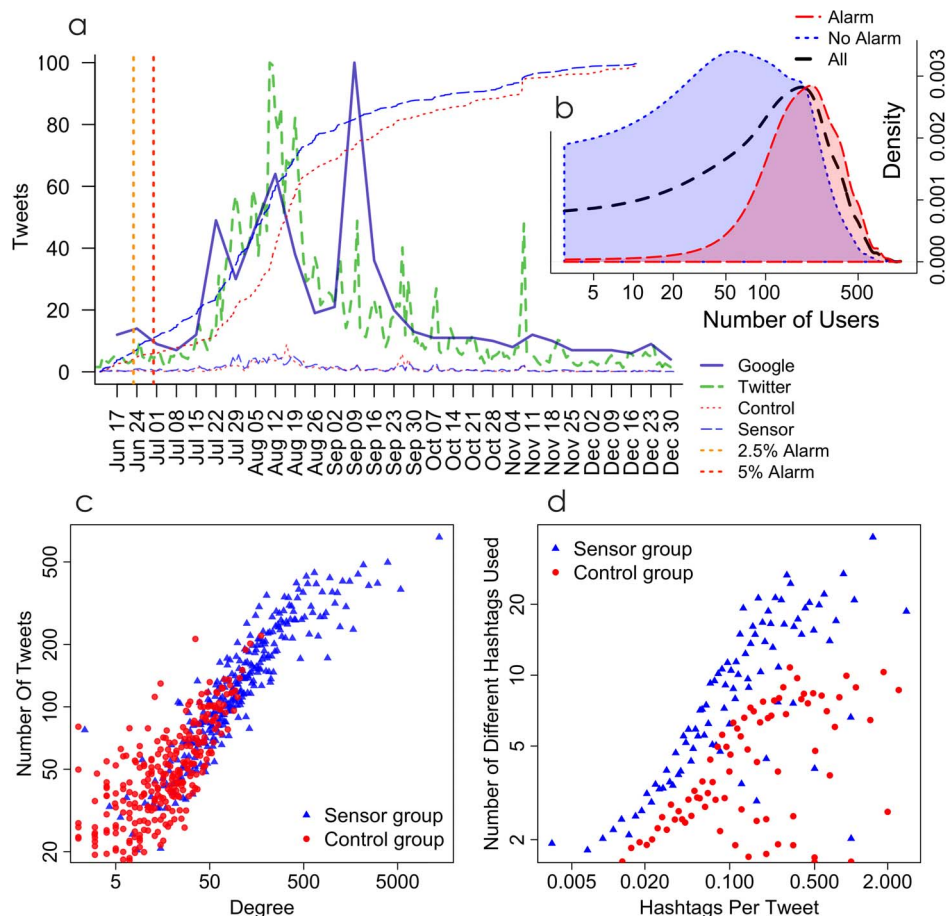 a
Tweets
100
80
60
40
20
0
Jun 17
Jun 24
Jul 01
Jul 08
Jul 15
Jul 22
Jul 29
Aug 05
Aug 12
Aug 19
Aug 26
Sep 02
Sep 09
Sep 16
Sep 23
Sep 30
Oct 07
Oct 14
Oct 21
Oct 28
Nov 04
Nov 11
Nov 18
Nov 25
Dec 02
Dec 09
Dec 16
Dec 23
Dec 30
Alarm
No Alarm
All
b
Density
0.003
0.002
0.001
0.000
5 10 20 50 100 500
Number of Users
Google
Twitter
Control
Sensor
2.5% Alarm
5% Alarm
c
Number Of Tweets
500
200
100
50
20
Sensor group
Control group
5 50 500 5000
Degree
d
Number of Different Hashtags Used
20
10
5
2
Sensor group
Control group
0.005 0.020 0.100 0.500 2.000
Hashtags Per Tweet